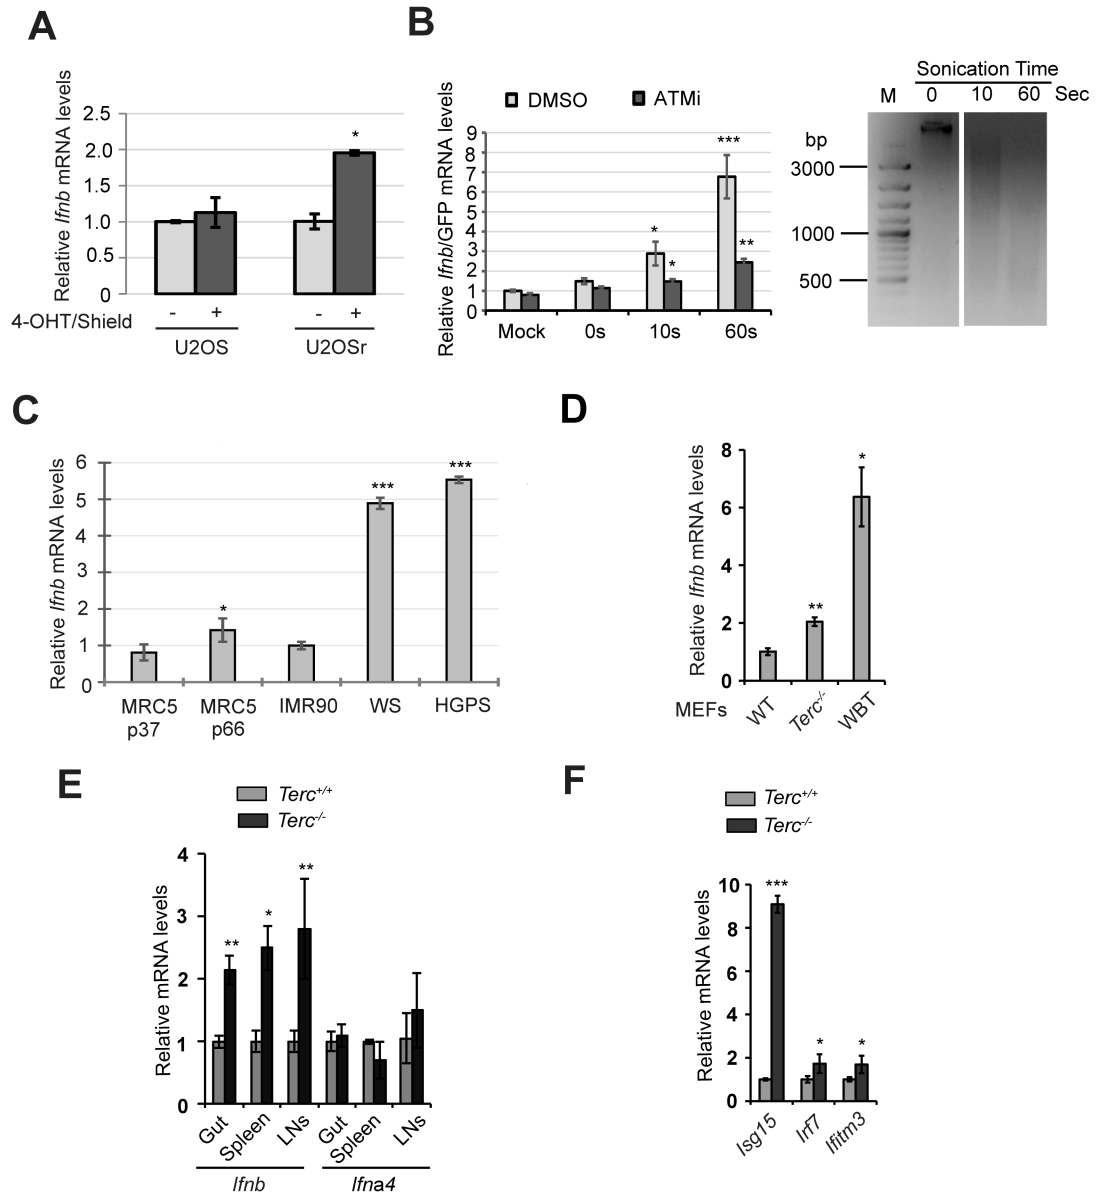 A
Relative Ifnb mRNA levels
2.5
2.0
1.5
1.0
0.5
0
*
4-OHT/Shield
- + - +
U2OS U2OSr
B
DMSO ATMi
Relative Ifnb/GFP mRNA levels
9
8
7
6
5
4
3
2
1
0
* * *** **
Mock 0s 10s 60s
Sonication Time
M 0 10 60 Sec
bp
3000
1000
500
C
Relative Ifnb mRNA levels
6
5
4
3
2
1
0
* *** ***
MRC5 MRC5 IMR90 WS HGPS
p37 p66
D
Relative Ifnb mRNA levels
8
6
4
2
0
** *
MEFs WT Terc-/- WBT
E
Terc+/+
Terc-/-
Relative mRNA levels
4
3
2
1
0
** * **
Gut Spleen LNs Gut Spleen LNs
Ifnb Ifna4
F
Terc+/+
Terc-/-
Relative mRNA levels
10
8
6
4
2
0
*** * *
Isg15 Irf7 Ifitm3